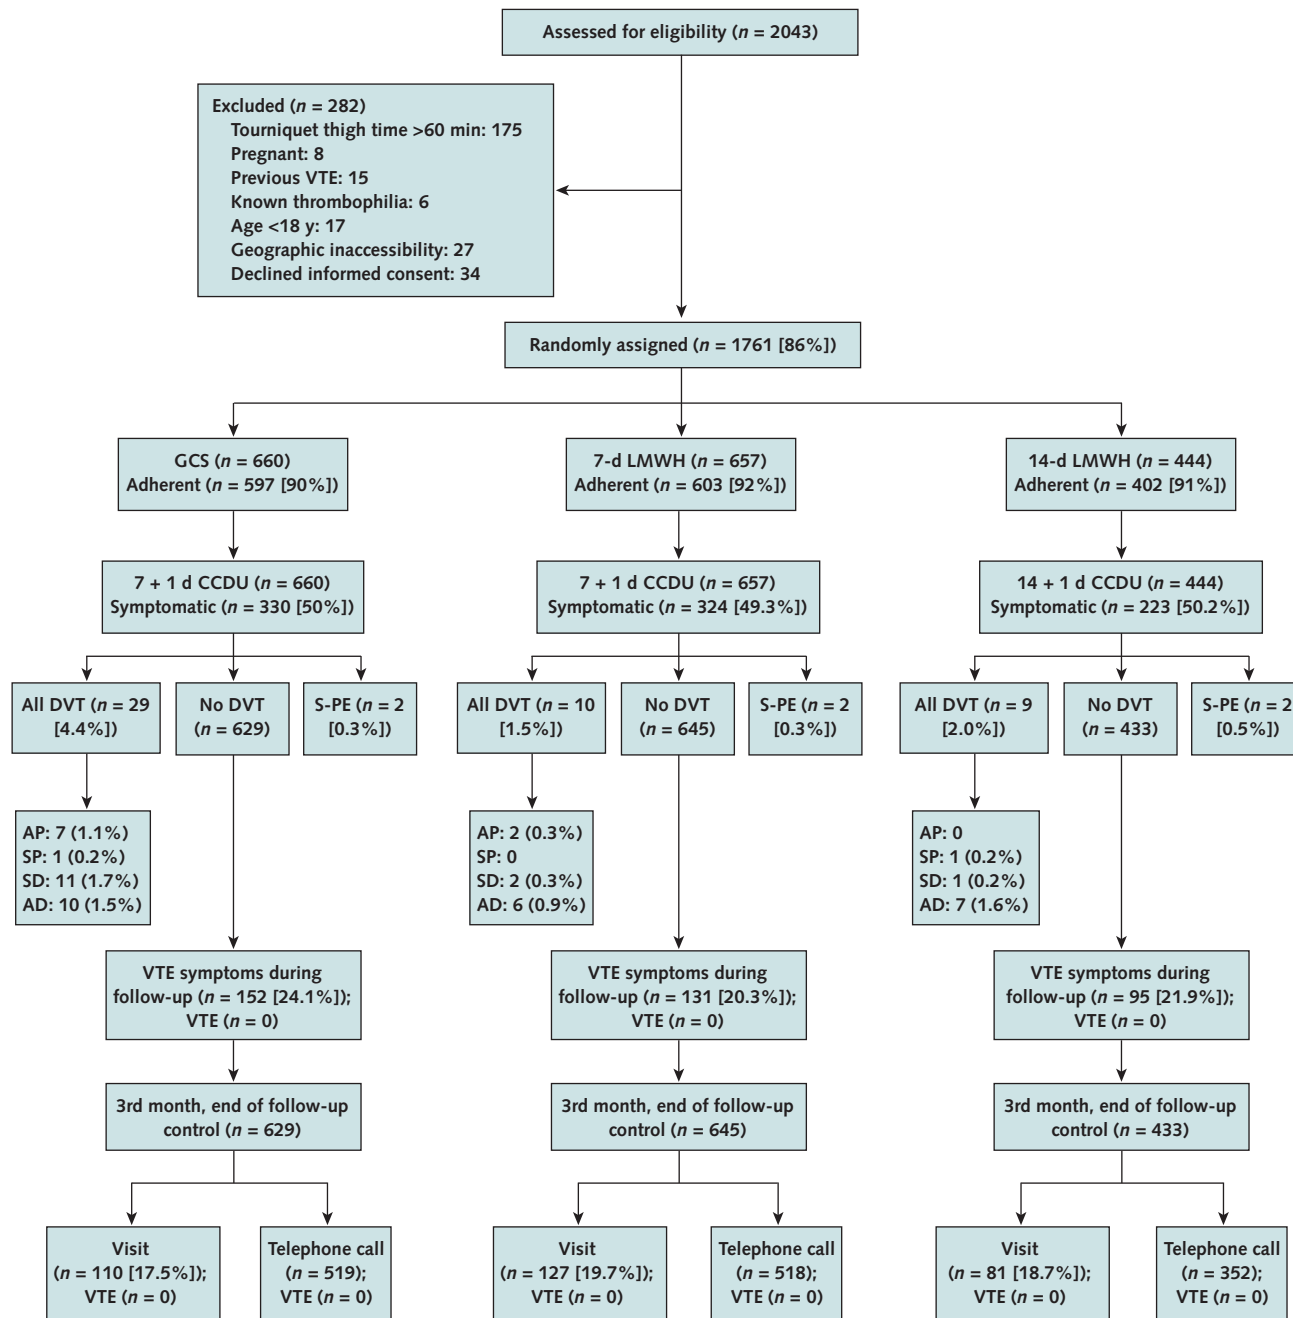 Assessed for eligibility (n = 2043)
Excluded (n = 282)
Tourniquet thigh time >60 min: 175
Pregnant: 8
Previous VTE: 15
Known thrombophilia: 6
Age <18 y: 17
Geographic inaccessibility: 27
Declined informed consent: 34
Randomly assigned (n = 1761 [86%])
GCS (n = 660)
Adherent (n = 597 [90%])
7-d LMWH (n = 657)
Adherent (n = 603 [92%])
14-d LMWH (n = 444)
Adherent (n = 402 [91%])
7 + 1 d CCDU (n = 660)
Symptomatic (n = 330 [50%])
7 + 1 d CCDU (n = 657)
Symptomatic (n = 324 [49.3%])
14 + 1 d CCDU (n = 444)
Symptomatic (n = 223 [50.2%])
All DVT (n = 29
[4.4%])
No DVT
(n = 629)
S-PE (n = 2
[0.3%])
All DVT (n = 10
[1.5%])
No DVT
(n = 645)
S-PE (n = 2
[0.3%])
All DVT (n = 9
[2.0%])
No DVT
(n = 433)
S-PE (n = 2
[0.5%])
AP: 7 (1.1%)
SP: 1 (0.2%)
SD: 11 (1.7%)
AD: 10 (1.5%)
AP: 2 (0.3%)
SP: 0
SD: 2 (0.3%)
AD: 6 (0.9%)
AP: 0
SP: 1 (0.2%)
SD: 1 (0.2%)
AD: 7 (1.6%)
VTE symptoms during
follow-up (n = 152 [24.1%]);
VTE (n = 0)
VTE symptoms during
follow-up (n = 131 [20.3%]);
VTE (n = 0)
VTE symptoms during
follow-up (n = 95 [21.9%]);
VTE (n = 0)
3rd month, end of follow-up
control (n = 629)
3rd month, end of follow-up
control (n = 645)
3rd month, end of follow-up
control (n = 433)
Visit
(n = 110 [17.5%]);
VTE (n = 0)
Telephone call
(n = 519);
VTE (n = 0)
Visit
(n = 127 [19.7%]);
VTE (n = 0)
Telephone call
(n = 518);
VTE (n = 0)
Visit
(n = 81 [18.7%]);
VTE (n = 0)
Telephone call
(n = 352);
VTE (n = 0)